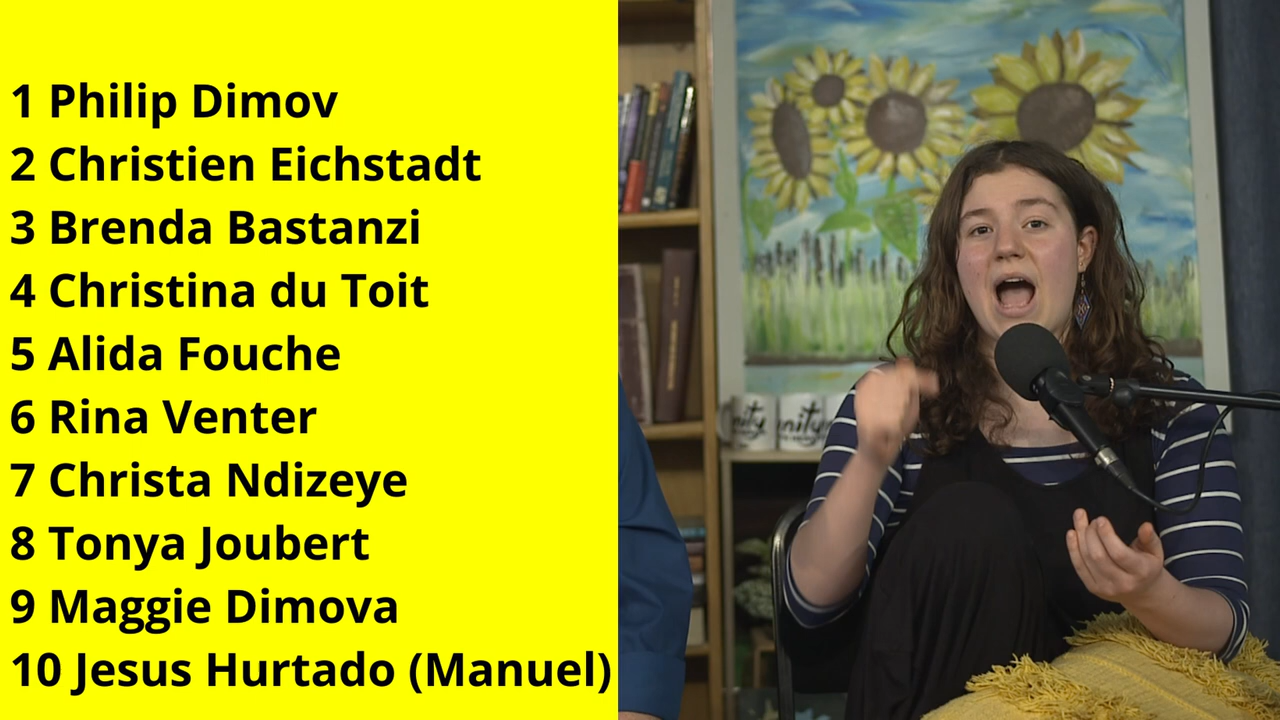 1 Philip Dimov
2 Christien Eichstadt
3 Brenda Bastanzi
4 Christina du Toit
5 Alida Fouche
6 Rina Venter
7 Christa Ndizeye
8 Tonya Joubert
9 Maggie Dimova
10 Jesus Hurtado (Manuel)